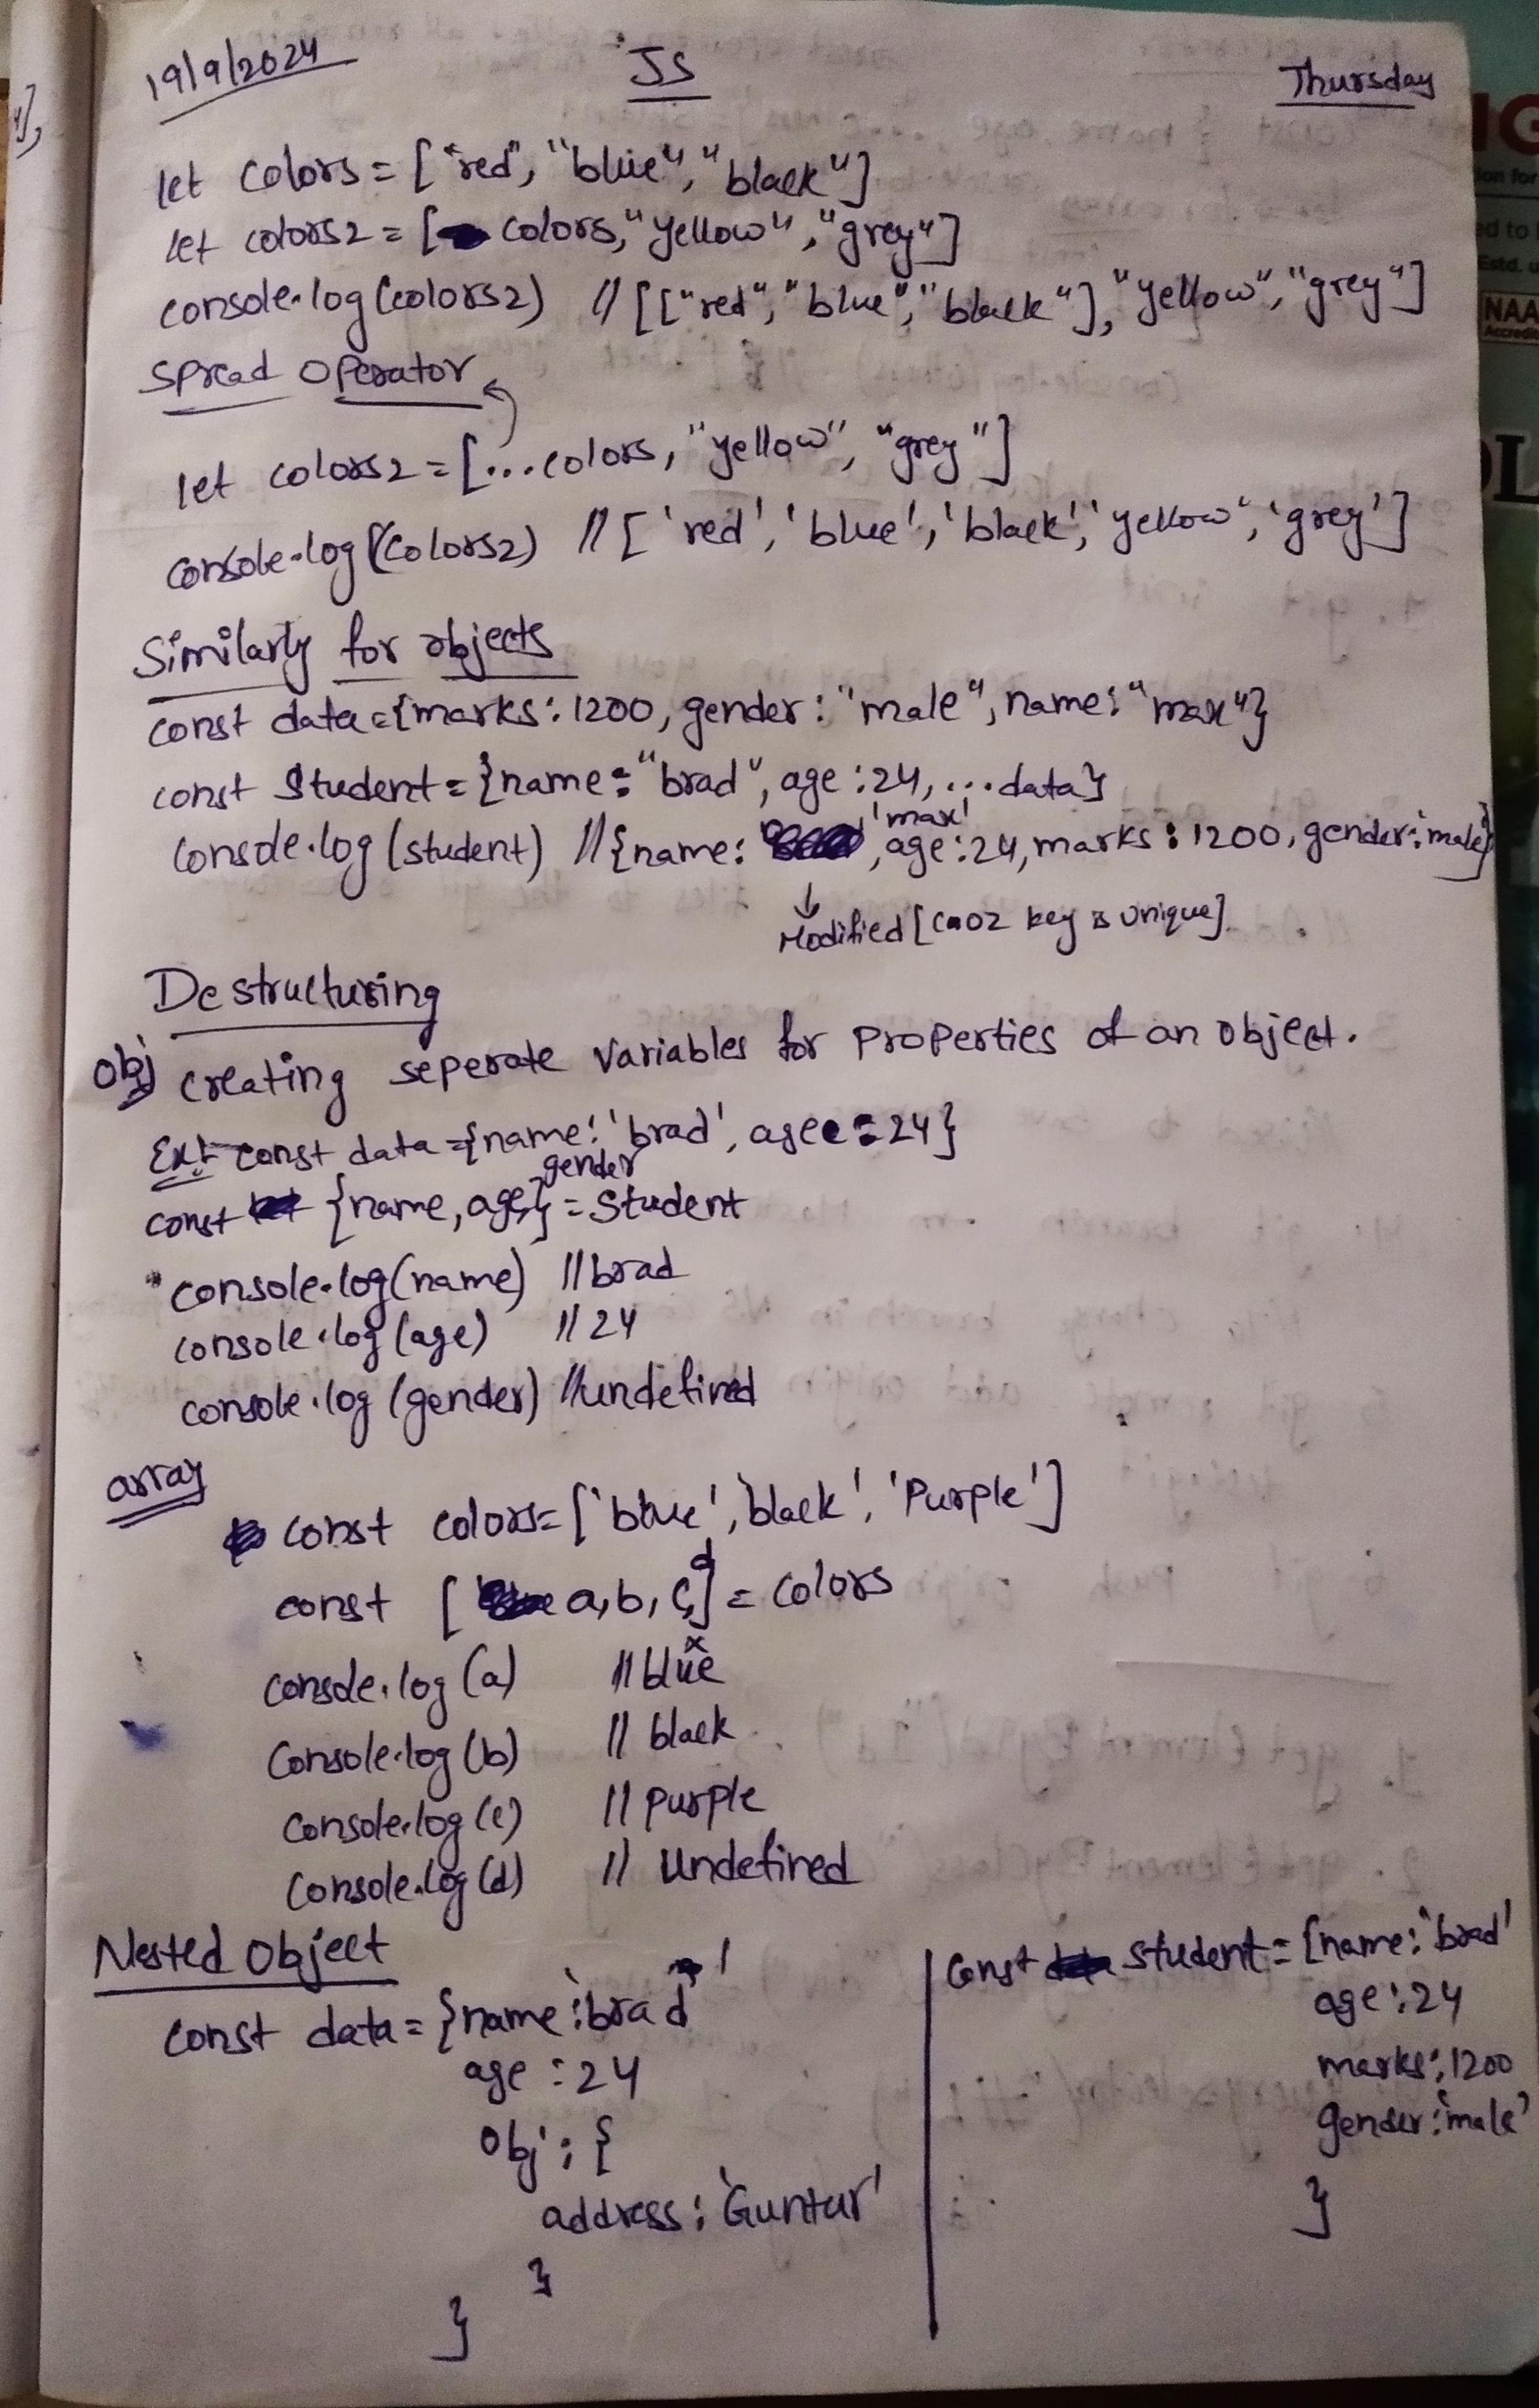 19/9/2024 JS Thursday
let colors = ["red", "blue", "black"]
let colors2 = [ colors, "yellow", "grey"]
console.log(colors2) // [["red", "blue", "black"], "yellow", "grey"]
Spread Operator
let colors2 = [...colors, "yellow", "grey"]
console.log(colors2) // ['red', 'blue', 'black', 'yellow', 'grey']
Similarly for objects
const data = {marks: 1200, gender: "male", name: "max"}
const Student = {name: "brad", age: 24, ...data}
console.log(student) // {name: 'max', age: 24, marks: 1200, gender: 'male'}
↓
Modified [Coz key is unique]
Destructuring
obj creating seperate variables for properties of an object.
Ex:- const data = {name: 'brad', age: 24}
const {name, age, gender} = Student
console.log(name) // brad
console.log(age) // 24
console.log(gender) // undefined
array
const colors = ['blue', 'black', 'Purple']
const [ a, b, c, d] = colors
console.log(a) // blue
console.log(b) // black
console.log(c) // purple
console.log(d) // Undefined
Nested Object
const data = {name: 'brad'
age : 24
obj : {
address : 'Guntur'
}
}
const student = {name: 'brad'
age: 24
marks: 1200
gender: 'male'
}